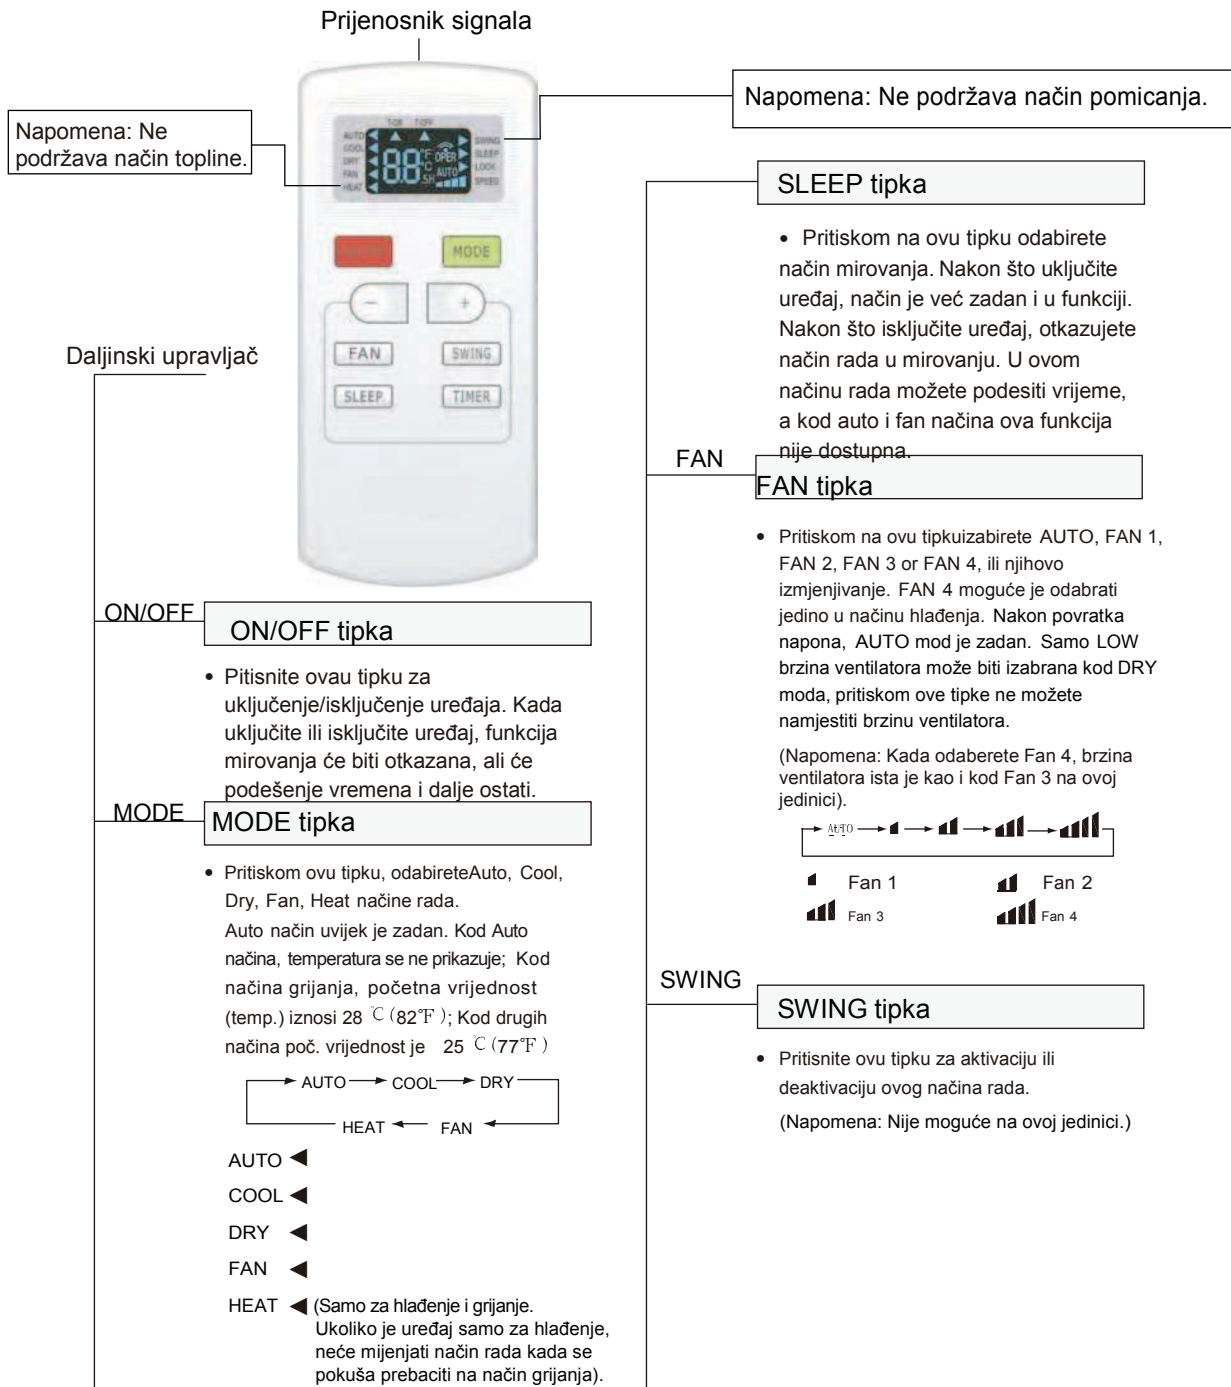 Prijenosnik signala
Napomena: Ne
podržava način topline.
Napomena: Ne podržava način pomicanja.
T-ON T-OFF
AUTO
COOL
DRY
FAN
HEAT
88
°F
°C
SH
OPER
AUTO
SWING
SLEEP
LOCK
SPEED
MODE
−
+
FAN
SWING
SLEEP
TIMER
Daljinski upravljač
ON/OFF
ON/OFF tipka
• Pitisnite ovau tipku za
uključenje/isključenje uređaja. Kada
uključite ili isključite uređaj, funkcija
mirovanja će biti otkazana, ali će
podešenje vremena i dalje ostati.
MODE
MODE tipka
• Pritiskom ovu tipku, odabireteAuto, Cool,
Dry, Fan, Heat načine rada.
Auto način uvijek je zadan. Kod Auto
načina, temperatura se ne prikazuje; Kod
načina grijanja, početna vrijednost
(temp.) iznosi 28 °C (82°F ); Kod drugih
načina poč. vrijednost je 25 °C (77°F )
AUTO COOL DRY
HEAT FAN
AUTO
COOL
DRY
FAN
HEAT (Samo za hlađenje i grijanje.
Ukoliko je uređaj samo za hlađenje,
neće mijenjati način rada kada se
pokuša prebaciti na način grijanja).
SLEEP tipka
• Pritiskom na ovu tipku odabirete
način mirovanja. Nakon što uključite
uređaj, način je već zadan i u funkciji.
Nakon što isključite uređaj, otkazujete
način rada u mirovanju. U ovom
načinu rada možete podesiti vrijeme,
a kod auto i fan načina ova funkcija
nije dostupna.
FAN
FAN tipka
• Pritiskom na ovu tipkuizabirete AUTO, FAN 1,
FAN 2, FAN 3 or FAN 4, ili njihovo
izmjenjivanje. FAN 4 moguće je odabrati
jedino u načinu hlađenja. Nakon povratka
napona, AUTO mod je zadan. Samo LOW
brzina ventilatora može biti izabrana kod DRY
moda, pritiskom ove tipke ne možete
namjestiti brzinu ventilatora.
(Napomena: Kada odaberete Fan 4, brzina
ventilatora ista je kao i kod Fan 3 na ovoj
jedinici).
AUTO
Fan 1 Fan 2
Fan 3 Fan 4
SWING
SWING tipka
• Pritisnite ovu tipku za aktivaciju ili
deaktivaciju ovog načina rada.
(Napomena: Nije moguće na ovoj jedinici.)